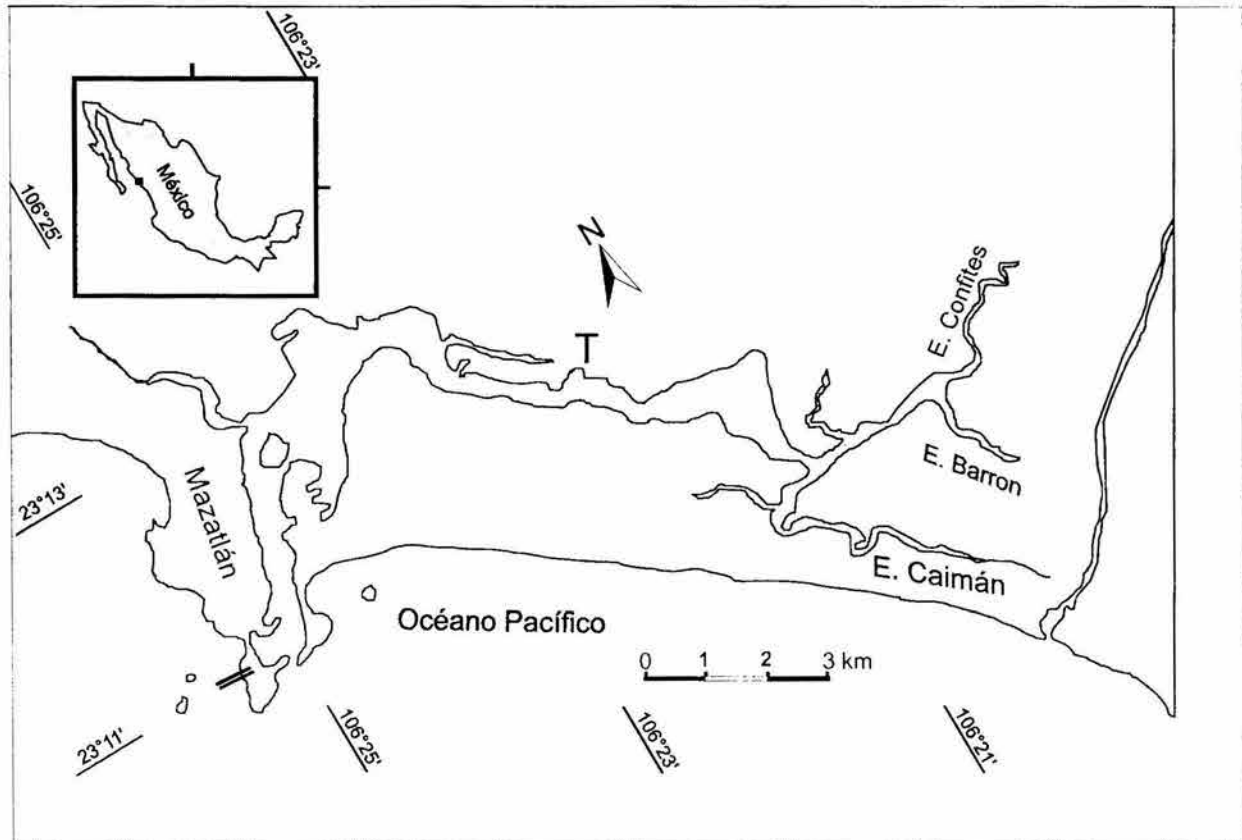 106°23'
106°25'
México
N
T
E. Confites
E. Barron
23°13'
Mazatlán
E. Caimán
Océano Pacífico
0 1 2 3 km
23°11'
106°25'
106°23'
106°21'